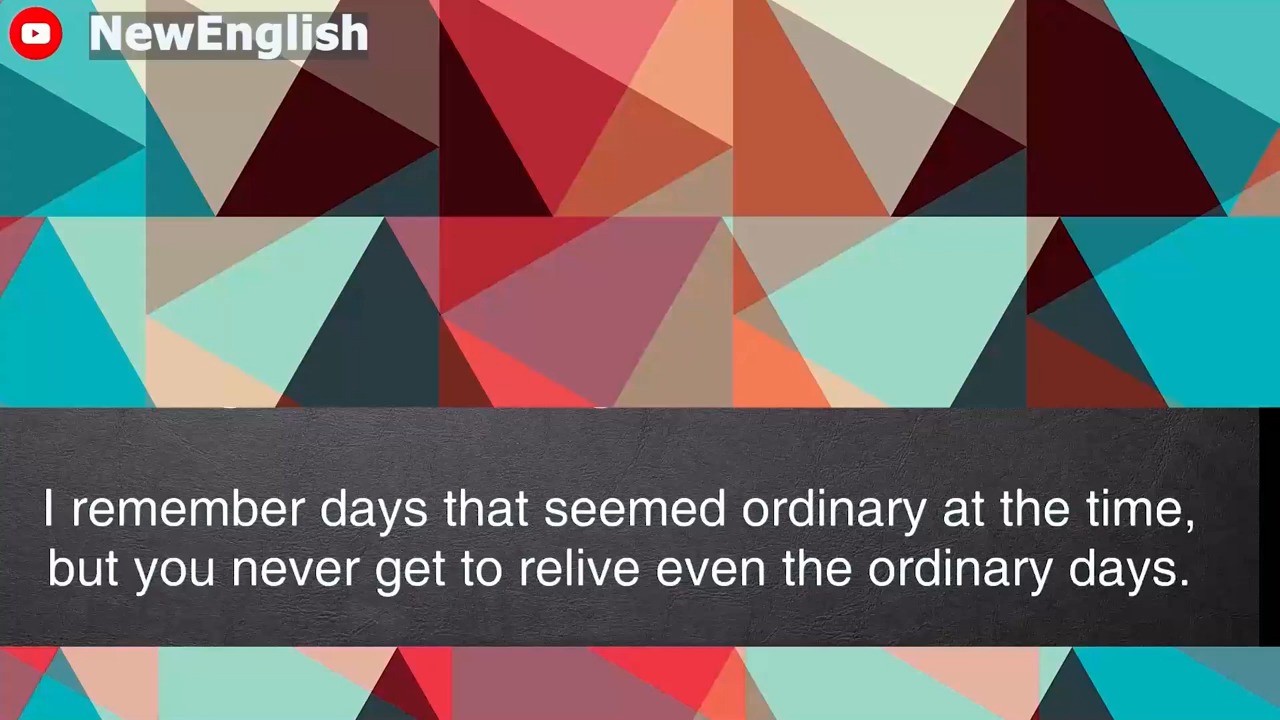 NewEnglish
I remember days that seemed ordinary at the time,
but you never get to relive even the ordinary days.